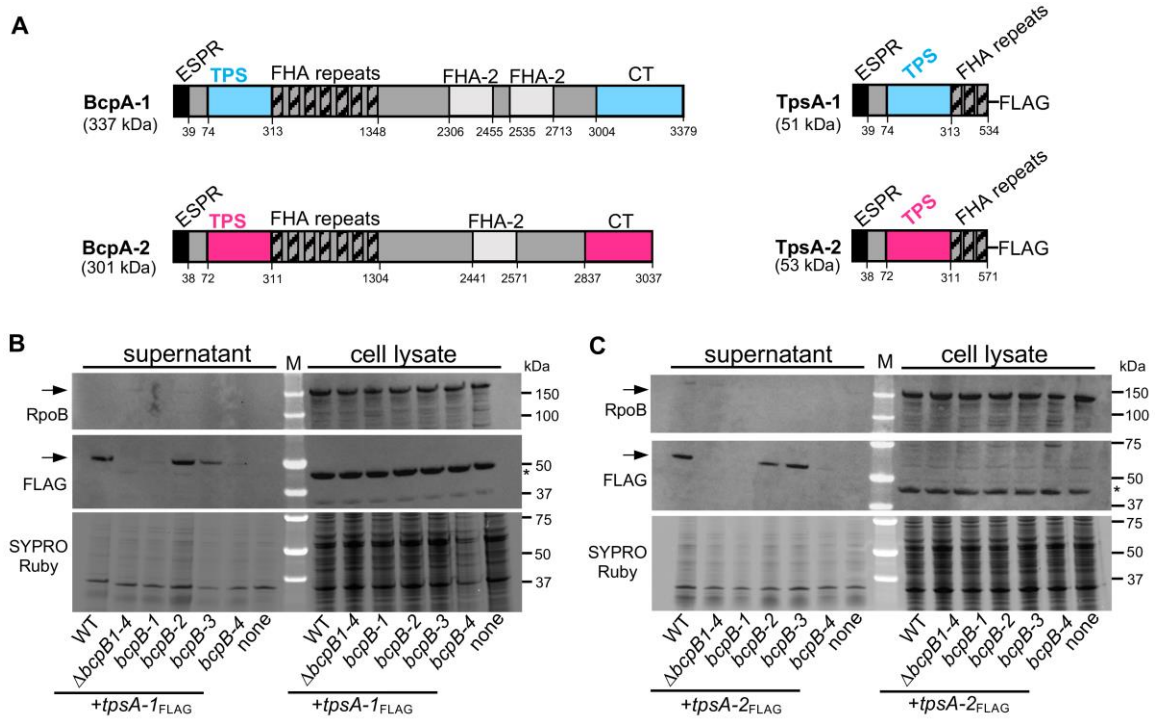 A
ESPR TPS FHA repeats FHA-2 FHA-2 CT
BcpA-1
(337 kDa)
39 74 313 1348 2306 2455 2535 2713 3004 3379
ESPR TPS FHA repeats
TpsA-1
(51 kDa)
FLAG
39 74 313 534
ESPR TPS FHA repeats FHA-2 CT
BcpA-2
(301 kDa)
38 72 311 1304 2441 2571 2837 3037
ESPR TPS FHA repeats
TpsA-2
(53 kDa)
FLAG
38 72 311 571
B
supernatant M cell lysate kDa
RpoB
150
100
FLAG
50
*
37
SYPRO
Ruby
75
50
37
WT ΔbcpB1-4 bcpB-1 bcpB-2 bcpB-3 bcpB-4 none WT ΔbcpB1-4 bcpB-1 bcpB-2 bcpB-3 bcpB-4 none
+tpsA-1FLAG +tpsA-1FLAG
C
supernatant M cell lysate kDa
RpoB
150
100
FLAG
75
50
*
37
SYPRO
Ruby
75
50
37
WT ΔbcpB1-4 bcpB-1 bcpB-2 bcpB-3 bcpB-4 none WT ΔbcpB1-4 bcpB-1 bcpB-2 bcpB-3 bcpB-4 none
+tpsA-2FLAG +tpsA-2FLAG